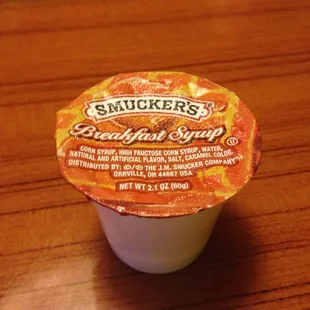 SMUCKER'S
Breakfast Syrup
CORN SYRUP, HIGH FRUCTOSE CORN SYRUP, WATER,
NATURAL AND ARTIFICIAL FLAVOR, SALT, CARAMEL COLOR.
DISTRIBUTED BY: ©/® THE J.M. SMUCKER COMPANY
ORRVILLE, OH 44667 USA
NET WT 2.1 OZ (60g)